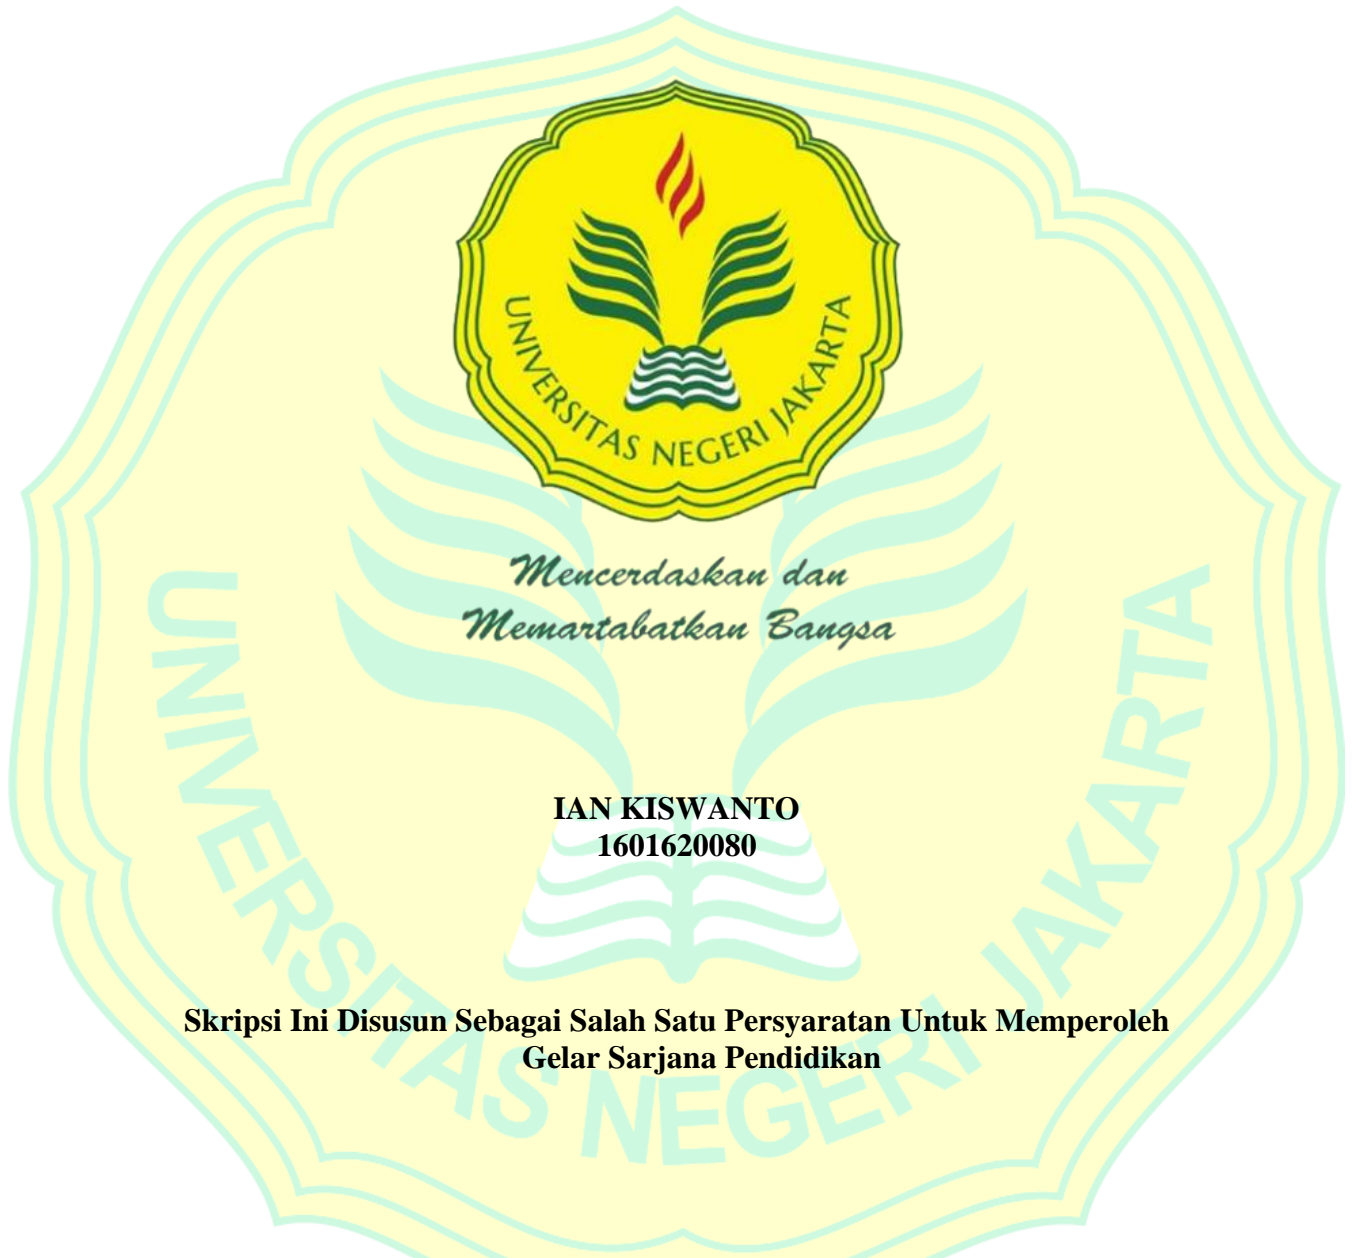 UNIVERSITAS NEGERI JAKARTA
Mencerdaskan dan
Memartabatkan Bangsa
IAN KISWANTO
1601620080
Skripsi Ini Disusun Sebagai Salah Satu Persyaratan Untuk Memperoleh
Gelar Sarjana Pendidikan
UNIVERSITAS NEGERI JAKARTA